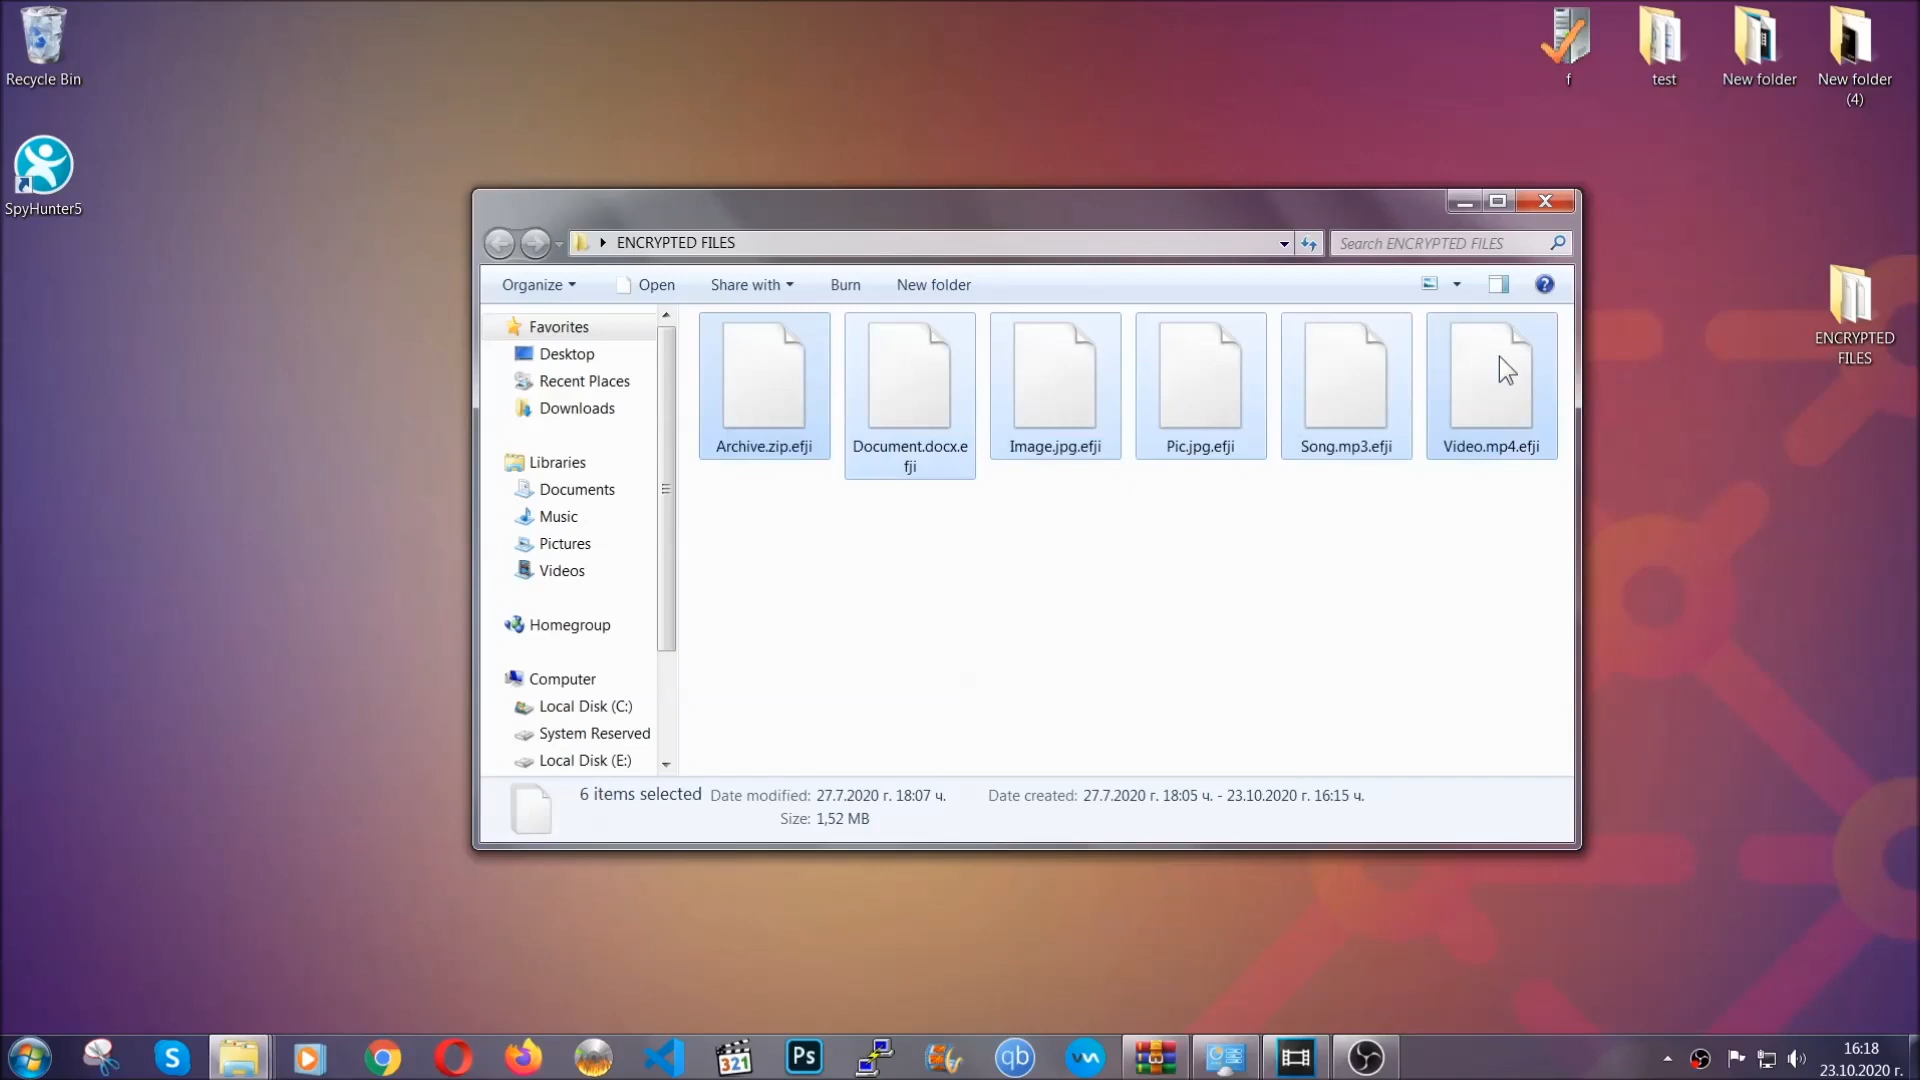 Recycle Bin
SpyHunter5
f
test
New folder
New folder
(4)
ENCRYPTED
FILES
ENCRYPTED FILES
Search ENCRYPTED FILES
Organize
Open
Share with
Burn
New folder
Favorites
Desktop
Recent Places
Downloads
Libraries
Documents
Music
Pictures
Videos
Homegroup
Computer
Local Disk (C:)
System Reserved
Local Disk (E:)
Archive.zip.efji
Document.docx.e
fji
Image.jpg.efji
Pic.jpg.efji
Song.mp3.efji
Video.mp4.efji
6 items selected
Date modified: 27.7.2020 г. 18:07 ч.
Date created: 27.7.2020 г. 18:05 ч. - 23.10.2020 г. 16:15 ч.
Size: 1,52 MB
S
321
Ps
qb
16:18
23.10.2020 г.